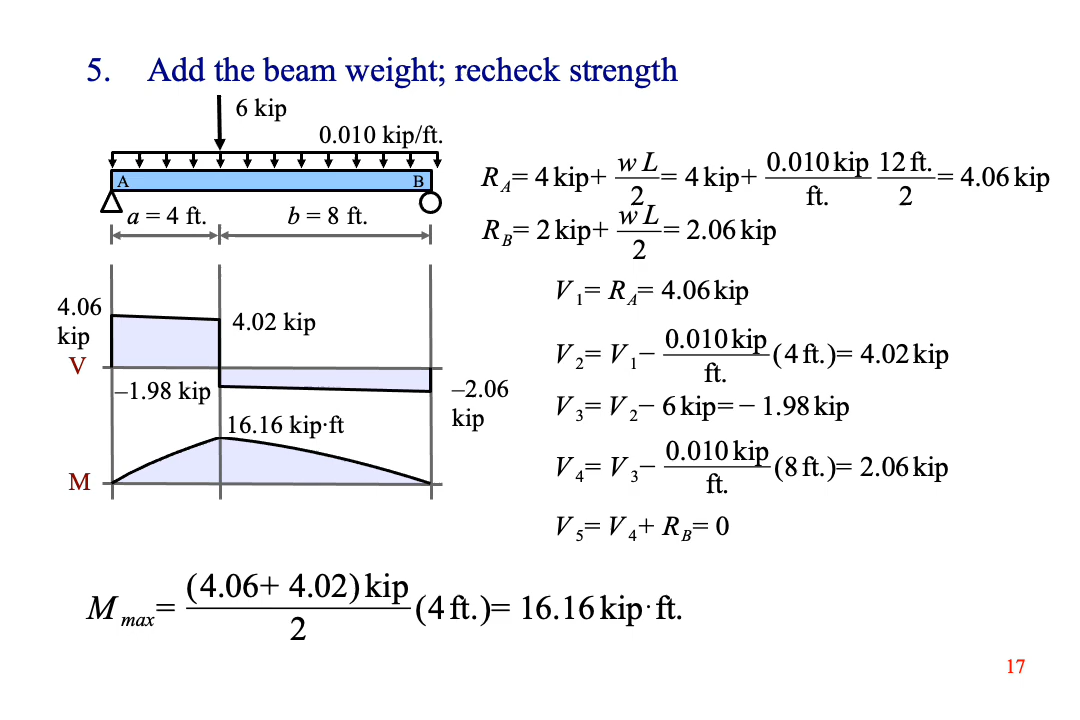 5. Add the beam weight; recheck strength
6 kip
0.010 kip/ft.
A B
a = 4 ft. b = 8 ft.
R_A = 4 kip + w L / 2 = 4 kip + 0.010 kip / ft. 12 ft. / 2 = 4.06 kip
R_B = 2 kip + w L / 2 = 2.06 kip
V_1 = R_A = 4.06 kip
V_2 = V_1 − 0.010 kip / ft. (4 ft.) = 4.02 kip
V_3 = V_2 − 6 kip = − 1.98 kip
V_4 = V_3 − 0.010 kip / ft. (8 ft.) = 2.06 kip
V_5 = V_4 + R_B = 0
4.06
kip
4.02 kip
V
–1.98 kip
–2.06
kip
16.16 kip·ft
M
M_max = (4.06 + 4.02) kip / 2 (4 ft.) = 16.16 kip·ft.
17